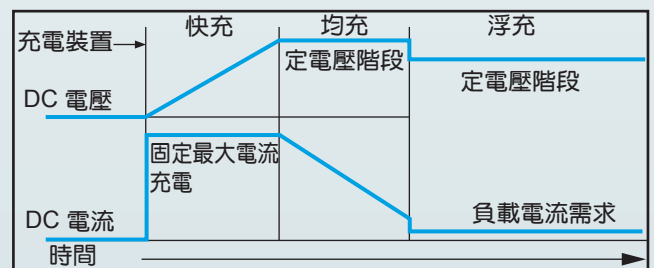 快充
均充
浮充
充電裝置
定電壓階段
定電壓階段
DC 電壓
固定最大電流
充電
負載電流需求
DC 電流
時間